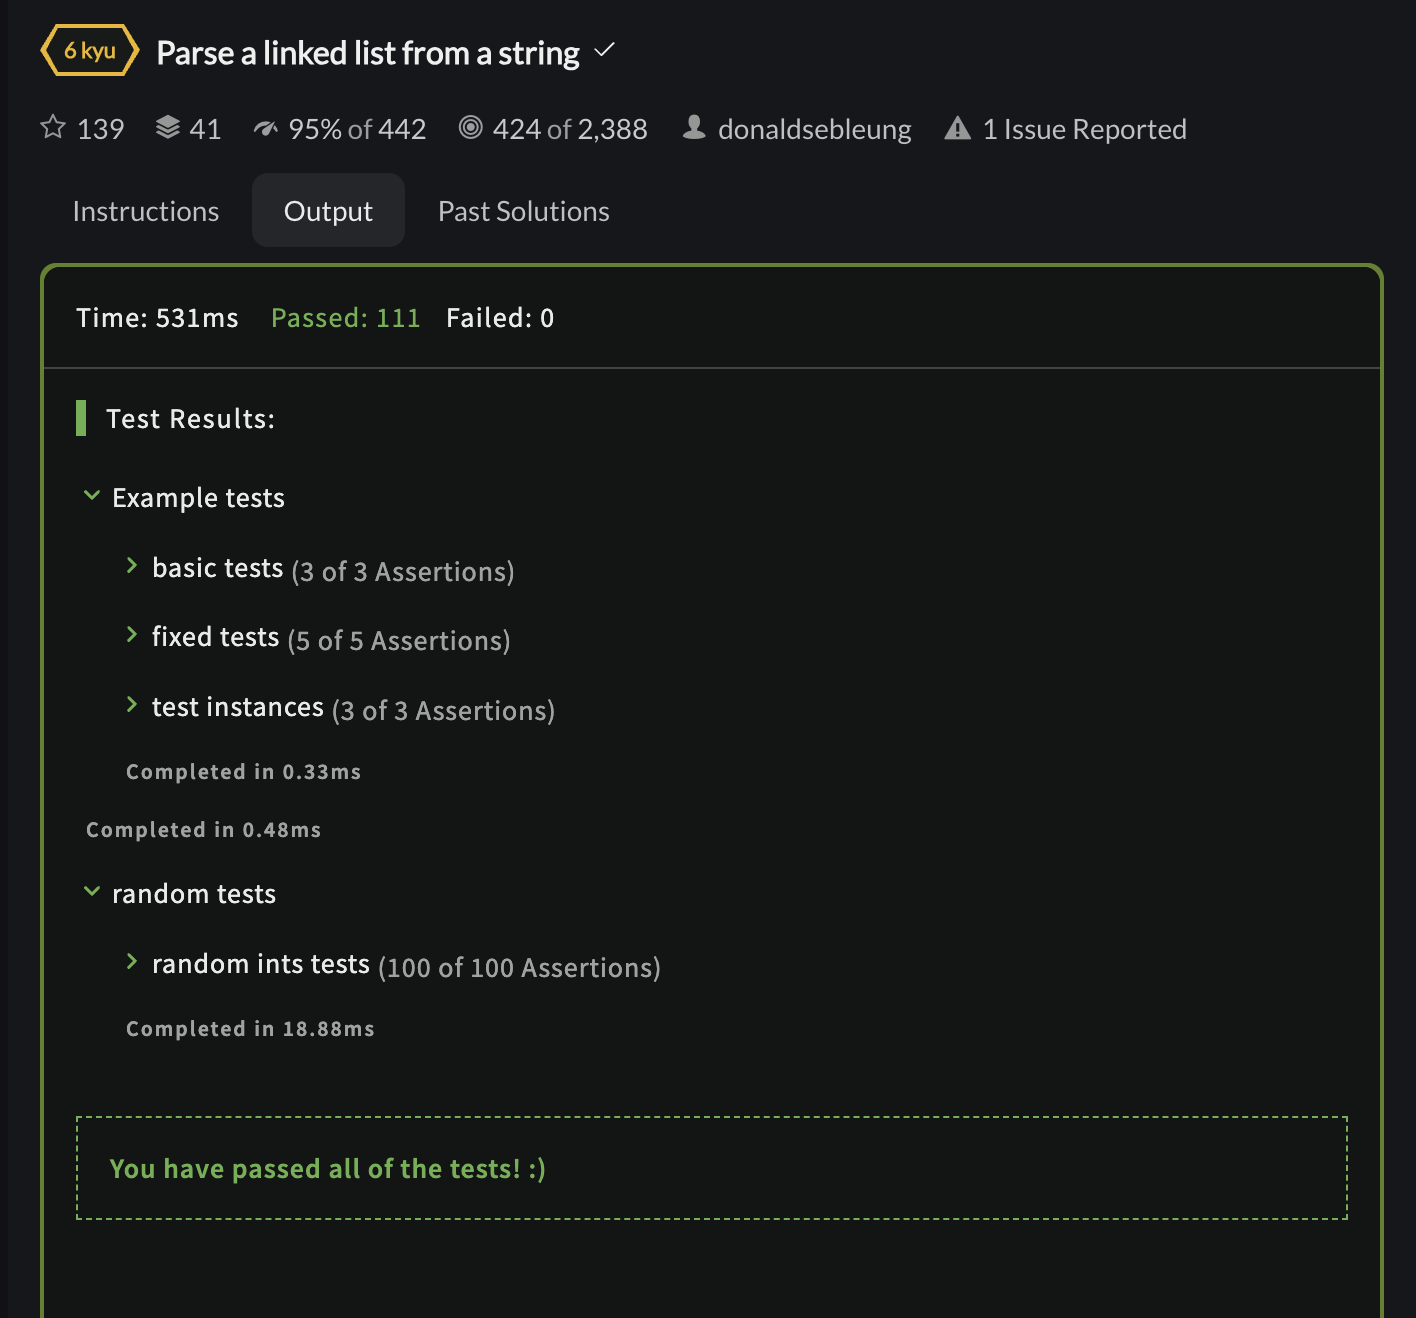 6 kyu Parse a linked list from a string
139 41 95% of 442 424 of 2,388 donaldsebleung 1 Issue Reported
Instructions Output Past Solutions
Time: 531ms Passed: 111 Failed: 0
Test Results:
Example tests
basic tests (3 of 3 Assertions)
fixed tests (5 of 5 Assertions)
test instances (3 of 3 Assertions)
Completed in 0.33ms
Completed in 0.48ms
random tests
random ints tests (100 of 100 Assertions)
Completed in 18.88ms
You have passed all of the tests! :)